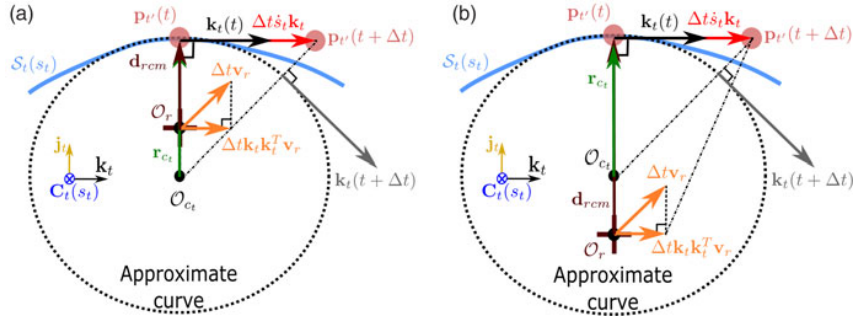 (a)
p_{t'}(t)
k_t(t)
Δtṡ_t k_t
p_{t'}(t + Δt)
S_t(s_t)
d_{rcm}
O_r
Δtv_r
Δtk_t k_t^T v_r
r_{c_t}
j_t
k_t
C_t(s_t)
O_{c_t}
k_t(t + Δt)
Approximate
curve
(b)
p_{t'}(t)
k_t(t)
Δtṡ_t k_t
p_{t'}(t + Δt)
S_t(s_t)
r_{c_t}
j_t
k_t
C_t(s_t)
O_{c_t}
k_t(t + Δt)
Δtv_r
d_{rcm}
O_r
Δtk_t k_t^T v_r
Approximate
curve